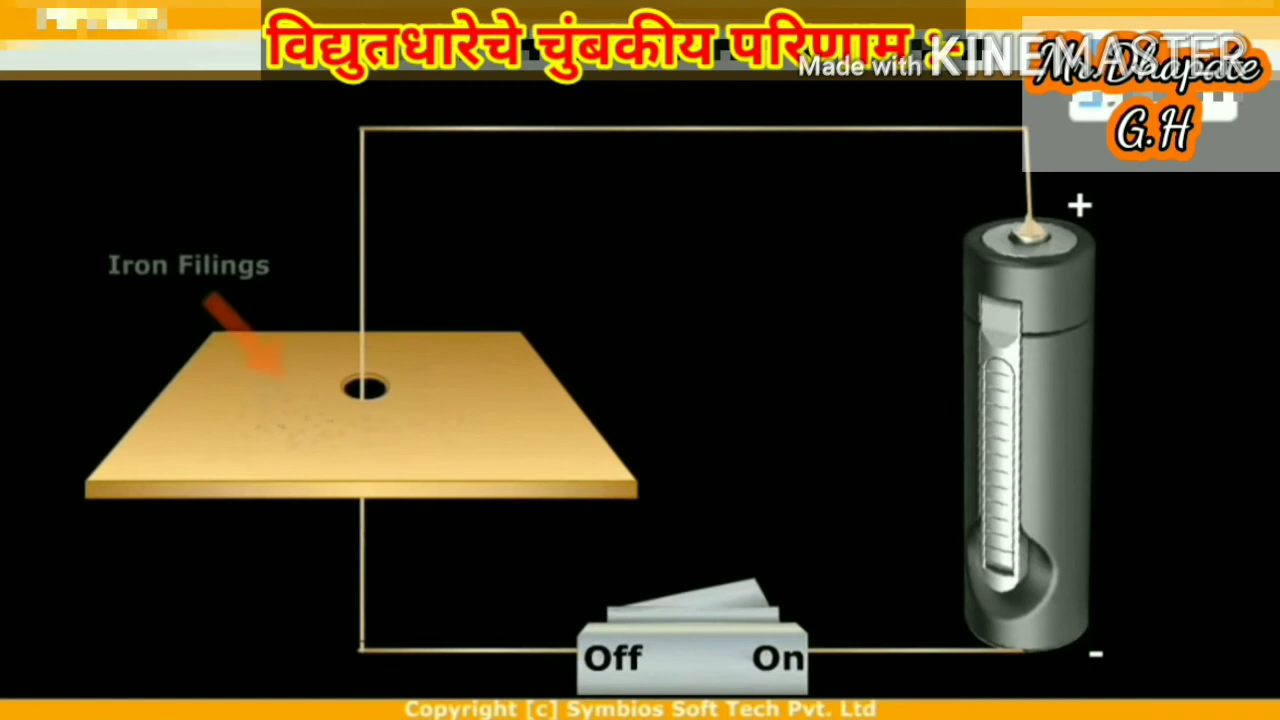 विद्युतधारेचे चुंबकीय परिणाम :-
Made with KINEMASTER
Mr. Dhapate
G.H
+
Iron Filings
Off On
-
Copyright [c] Symbios Soft Tech Pvt. Ltd